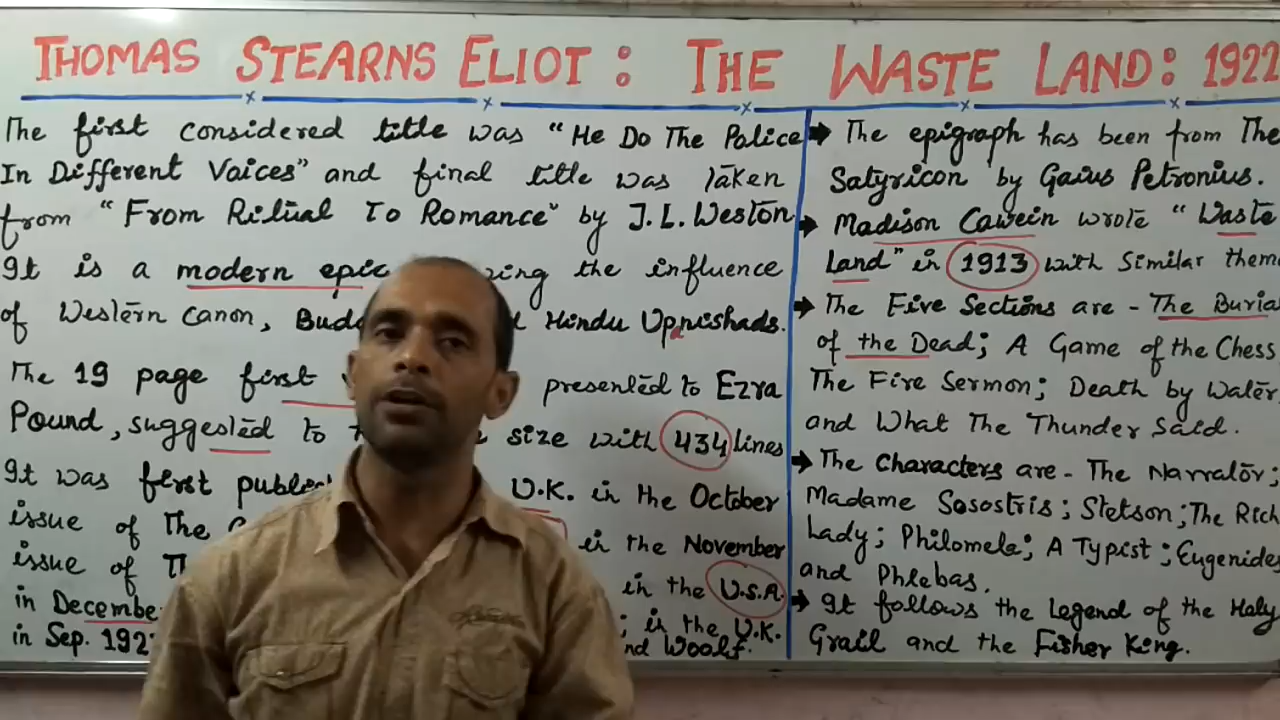 THOMAS STEARNS ELIOT : THE WASTE LAND : 1922
The first considered title was "He Do The Police
In Different Voices" and final title was taken
from "From Ritual To Romance" by J.L. Weston
It is a modern epic the influence
of Western canon, Hindu Upanishads.
The 19 page first presented to Ezra
Pound, suggested to size with 434 lines
It was first U.K. in the October
issue of The in the November
issue of in the U.S.A.
in in the U.K.
in Sep. Woolf.
➡ The epigraph has been from The
Satyricon by Gaius Petronius.
➡ Madison Cawein wrote "Waste
Land" in 1913 with similar
➡ The Five Sections are - The
of the Dead; A Game of the Chess
The Fire Sermon; Death by Water;
and What The Thunder Said.
➡ The Characters are - The Narrator;
Madame Sosostris; Stetson; The Rich
Lady; Philomela; A Typist; Eugenides
and Phlebas.
➡ It follows the Legend of the Holy
Grail and the Fisher King.